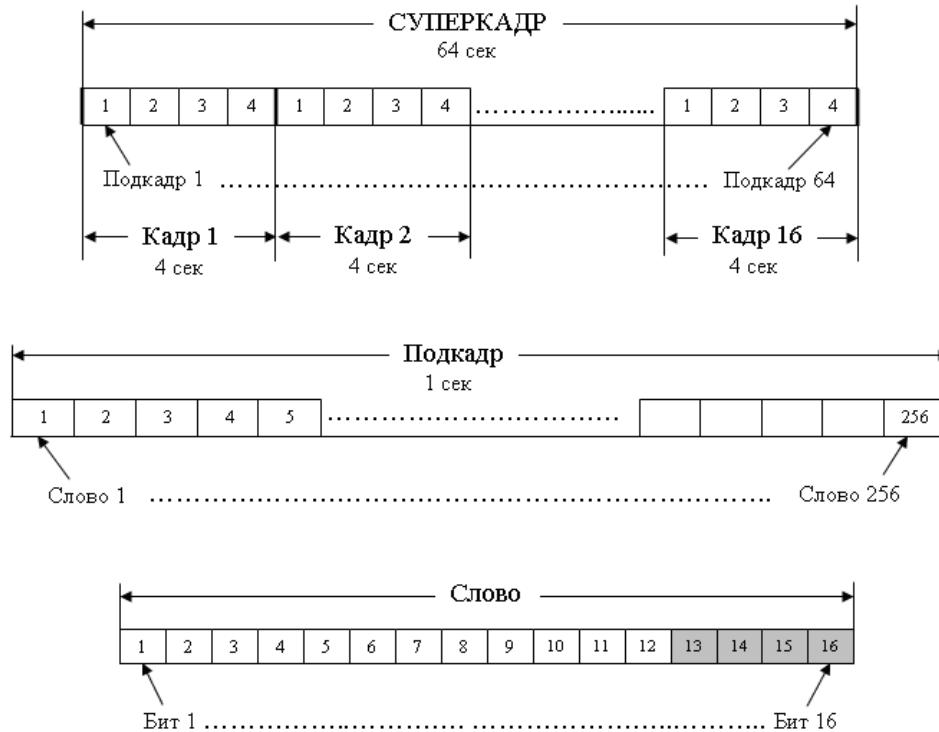 СУПЕРКАДР
64 сек
1 2 3 4 1 2 3 4 ...................... 1 2 3 4
Подкадр 1 ............................................................ Подкадр 64
Кадр 1 Кадр 2 Кадр 16
4 сек 4 сек 4 сек
Подкадр
1 сек
1 2 3 4 5 ........................................ 256
Слово 1 ............................................................ Слово 256
Слово
1 2 3 4 5 6 7 8 9 10 11 12 13 14 15 16
Бит 1 ............................................................ Бит 16